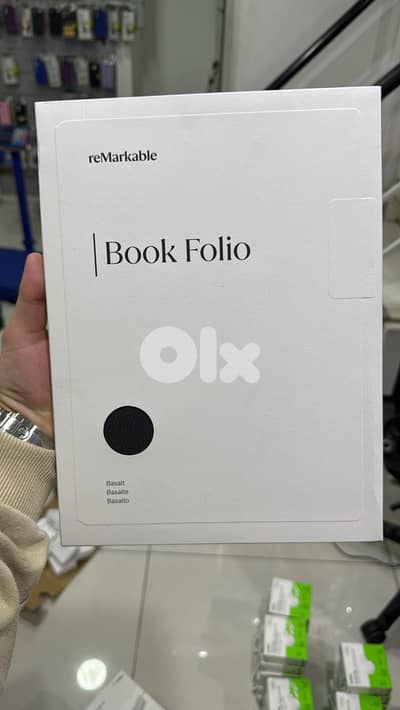 reMarkable
Book Folio
Olx
Basalt
Basalte
Basalto